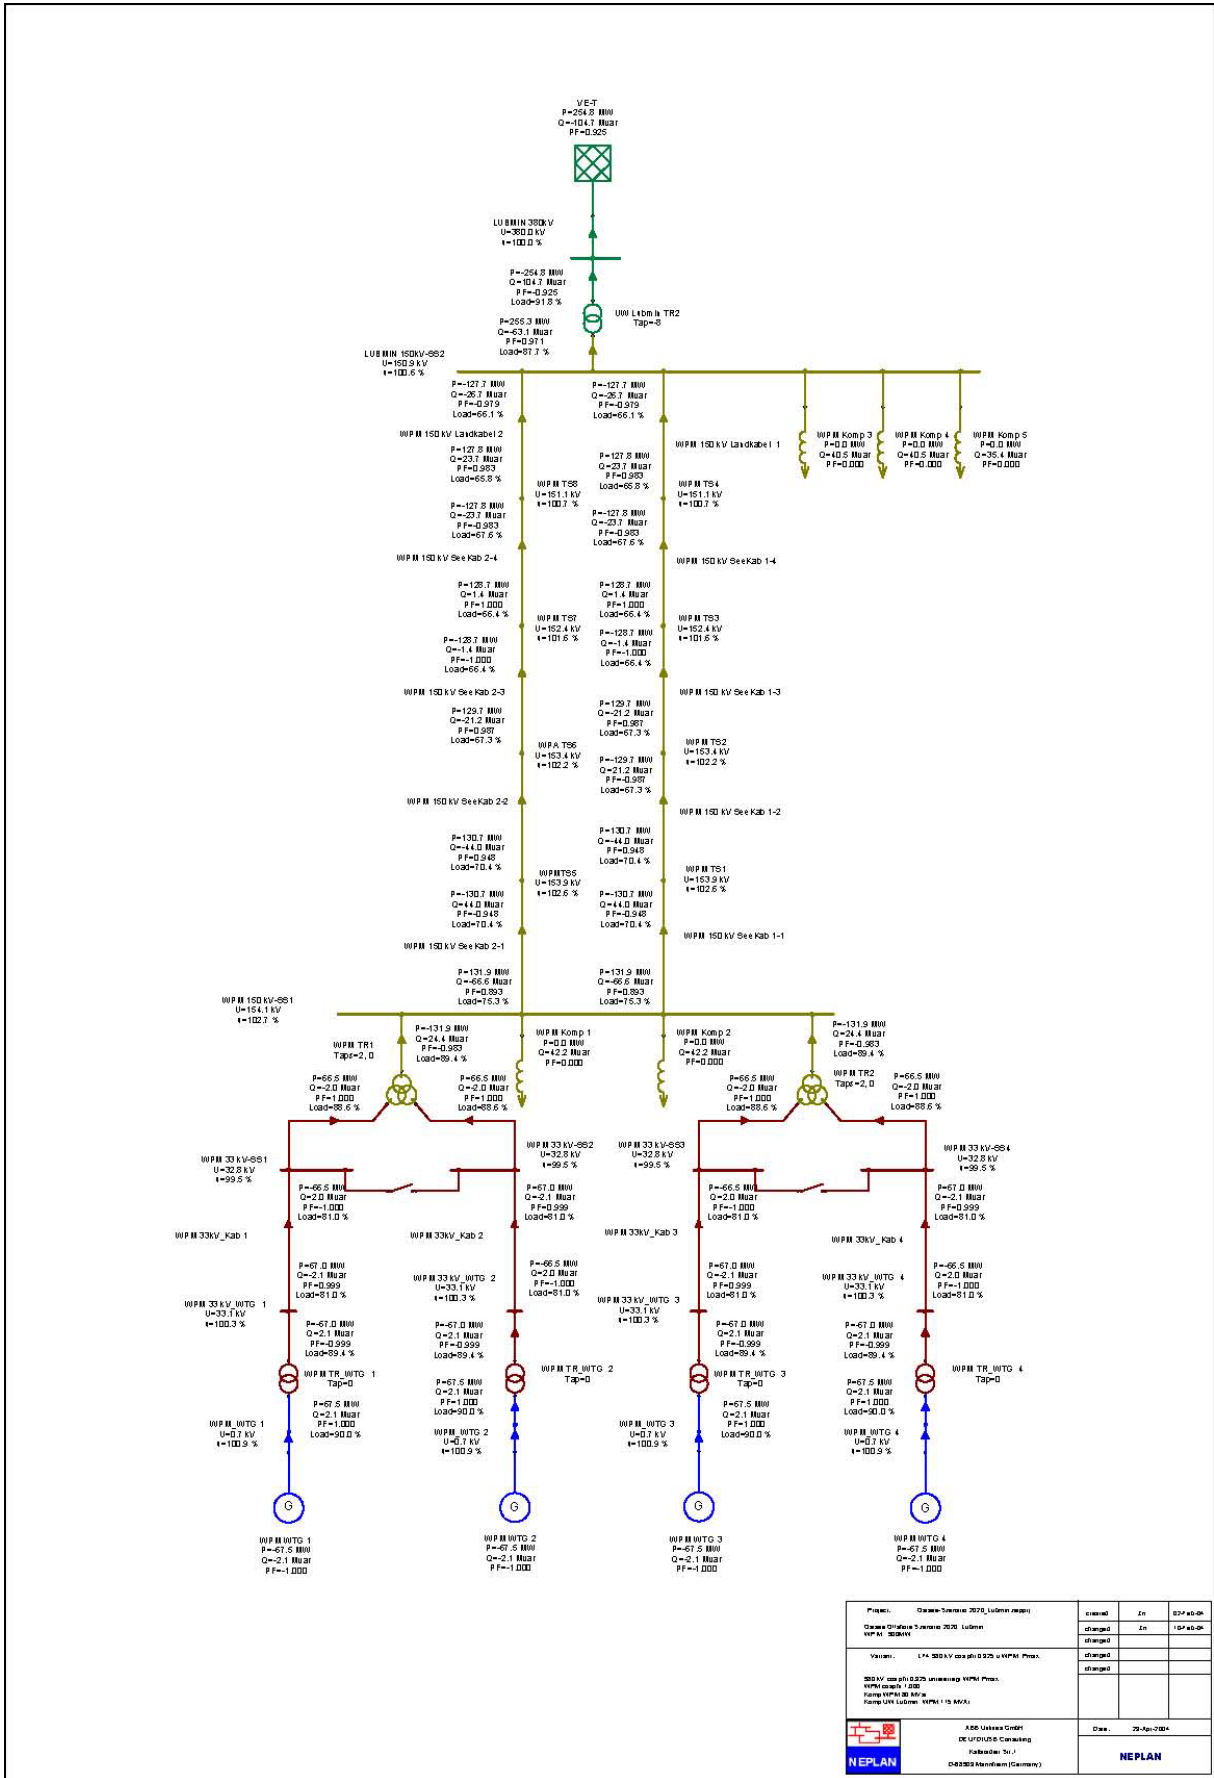 VE-T
P=254.8 MW
Q=-104.7 Mvar
PF=0.925
LUBMIN 380kV
U=380.0 kV
u=100.0 %
P=-254.8 MW
Q=104.7 Mvar
PF=-0.925
Load=91.8 %
UW Lubmin TR2
Tap=-8
P=255.3 MW
Q=-63.1 Mvar
PF=0.971
Load=87.7 %
LUBMIN 150kV-SS2
U=150.9 kV
u=100.6 %
P=-127.7 MW
Q=-26.7 Mvar
PF=-0.979
Load=66.1 %
P=-127.7 MW
Q=-26.7 Mvar
PF=-0.979
Load=66.1 %
WPM Komp 3
P=0.0 MW
Q=40.5 Mvar
PF=0.000
WPM Komp 4
P=0.0 MW
Q=40.5 Mvar
PF=0.000
WPM Komp 5
P=0.0 MW
Q=35.4 Mvar
PF=0.000
WPM 150 kV Landkabel 2
WPM 150 kV Landkabel 1
P=127.8 MW
Q=23.7 Mvar
PF=0.983
Load=65.8 %
P=127.8 MW
Q=23.7 Mvar
PF=0.983
Load=65.8 %
WPM TS8
U=151.1 kV
u=100.7 %
WPM TS4
U=151.1 kV
u=100.7 %
P=-127.8 MW
Q=-23.7 Mvar
PF=-0.983
Load=67.6 %
P=-127.8 MW
Q=-23.7 Mvar
PF=-0.983
Load=67.6 %
WPM 150 kV SeeKab 2-4
WPM 150 kV SeeKab 1-4
P=128.7 MW
Q=1.4 Mvar
PF=1.000
Load=66.4 %
P=128.7 MW
Q=1.4 Mvar
PF=1.000
Load=66.4 %
WPM TS7
U=152.4 kV
u=101.6 %
WPM TS3
U=152.4 kV
u=101.6 %
P=-128.7 MW
Q=-1.4 Mvar
PF=-1.000
Load=66.4 %
P=-128.7 MW
Q=-1.4 Mvar
PF=-1.000
Load=66.4 %
WPM 150 kV SeeKab 2-3
WPM 150 kV SeeKab 1-3
P=129.7 MW
Q=-21.2 Mvar
PF=0.987
Load=67.3 %
P=129.7 MW
Q=-21.2 Mvar
PF=0.987
Load=67.3 %
WPA TS6
U=153.4 kV
u=102.2 %
WPM TS2
U=153.4 kV
u=102.2 %
P=-129.7 MW
Q=21.2 Mvar
PF=-0.987
Load=67.3 %
WPM 150 kV SeeKab 2-2
WPM 150 kV SeeKab 1-2
P=130.7 MW
Q=-44.0 Mvar
PF=0.948
Load=70.4 %
P=130.7 MW
Q=-44.0 Mvar
PF=0.948
Load=70.4 %
WPMTS5
U=153.9 kV
u=102.6 %
WPM TS1
U=153.9 kV
u=102.6 %
P=-130.7 MW
Q=44.0 Mvar
PF=-0.948
Load=70.4 %
P=-130.7 MW
Q=44.0 Mvar
PF=-0.948
Load=70.4 %
WPM 150 kV SeeKab 2-1
WPM 150 kV SeeKab 1-1
P=131.9 MW
Q=-66.6 Mvar
PF=0.893
Load=75.3 %
P=131.9 MW
Q=-66.6 Mvar
PF=0.893
Load=75.3 %
WPM 150 kV-SS1
U=154.1 kV
u=102.7 %
WPM TR1
Taps=2, 0
P=-131.9 MW
Q=24.4 Mvar
PF=-0.983
Load=89.4 %
WPM Komp 1
P=0.0 MW
Q=42.2 Mvar
PF=0.000
WPM Komp 2
P=0.0 MW
Q=42.2 Mvar
PF=0.000
P=-131.9 MW
Q=24.4 Mvar
PF=-0.983
Load=89.4 %
WPM TR2
Taps=2, 0
P=66.5 MW
Q=-2.0 Mvar
PF=1.000
Load=88.6 %
P=66.5 MW
Q=-2.0 Mvar
PF=1.000
Load=88.6 %
P=66.5 MW
Q=-2.0 Mvar
PF=1.000
Load=88.6 %
P=66.5 MW
Q=-2.0 Mvar
PF=1.000
Load=88.6 %
WPM 33 kV-SS1
U=32.8 kV
u=99.5 %
WPM 33 kV-SS2
U=32.8 kV
u=99.5 %
WPM 33 kV-SS3
U=32.8 kV
u=99.5 %
WPM 33 kV-SS4
U=32.8 kV
u=99.5 %
P=-66.5 MW
Q=2.0 Mvar
PF=-1.000
Load=81.0 %
P=67.0 MW
Q=-2.1 Mvar
PF=0.999
Load=81.0 %
P=-66.5 MW
Q=2.0 Mvar
PF=-1.000
Load=81.0 %
P=67.0 MW
Q=-2.1 Mvar
PF=0.999
Load=81.0 %
WPM 33kV_Kab 1
WPM 33kV_Kab 2
WPM 33kV_Kab 3
WPM 33kV_Kab 4
P=67.0 MW
Q=-2.1 Mvar
PF=0.999
Load=81.0 %
P=-66.5 MW
Q=2.0 Mvar
PF=-1.000
Load=81.0 %
P=67.0 MW
Q=-2.1 Mvar
PF=0.999
Load=81.0 %
P=-66.5 MW
Q=2.0 Mvar
PF=-1.000
Load=81.0 %
WPM 33 kV_WTG 1
U=33.1 kV
u=100.3 %
WPM 33 kV_WTG 2
U=33.1 kV
u=100.3 %
WPM 33 kV_WTG 3
U=33.1 kV
u=100.3 %
WPM 33 kV_WTG 4
U=33.1 kV
u=100.3 %
P=-67.0 MW
Q=2.1 Mvar
PF=-0.999
Load=89.4 %
P=-67.0 MW
Q=2.1 Mvar
PF=-0.999
Load=89.4 %
P=-67.0 MW
Q=2.1 Mvar
PF=-0.999
Load=89.4 %
P=-67.0 MW
Q=2.1 Mvar
PF=-0.999
Load=89.4 %
WPM TR_WTG 1
Tap=0
WPM TR_WTG 2
Tap=0
WPM TR_WTG 3
Tap=0
WPM TR_WTG 4
Tap=0
P=67.5 MW
Q=2.1 Mvar
PF=1.000
Load=90.0 %
P=67.5 MW
Q=2.1 Mvar
PF=1.000
Load=90.0 %
P=67.5 MW
Q=2.1 Mvar
PF=1.000
Load=90.0 %
P=67.5 MW
Q=2.1 Mvar
PF=1.000
Load=90.0 %
WPM_WTG 1
U=0.7 kV
u=100.9 %
WPM_WTG 2
U=0.7 kV
u=100.9 %
WPM_WTG 3
U=0.7 kV
u=100.9 %
WPM_WTG 4
U=0.7 kV
u=100.9 %
G
G
G
G
WPM WTG 1
P=-67.5 MW
Q=-2.1 Mvar
PF=-1.000
WPM WTG 2
P=-67.5 MW
Q=-2.1 Mvar
PF=-1.000
WPM WTG 3
P=-67.5 MW
Q=-2.1 Mvar
PF=-1.000
WPM WTG 4
P=-67.5 MW
Q=-2.1 Mvar
PF=-1.000
Project:
created
changed
changed
Variant:
changed
changed
WPM cosphi 1.000
ABB Utilities GmbH
Consulting
D-68309 Mannheim (Germany)
Date: 29-Apr-2004
NEPLAN
NEPLAN